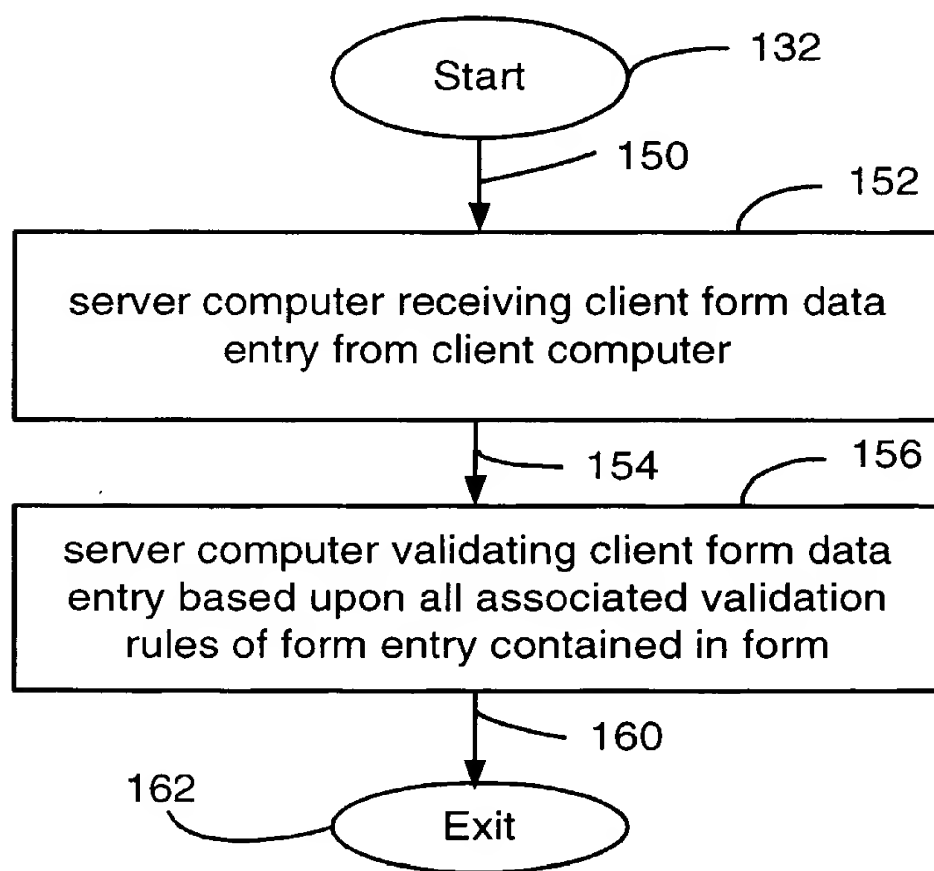 Start
132
150
152
server computer receiving client form data
entry from client computer
154
156
server computer validating client form data
entry based upon all associated validation
rules of form entry contained in form
160
162
Exit